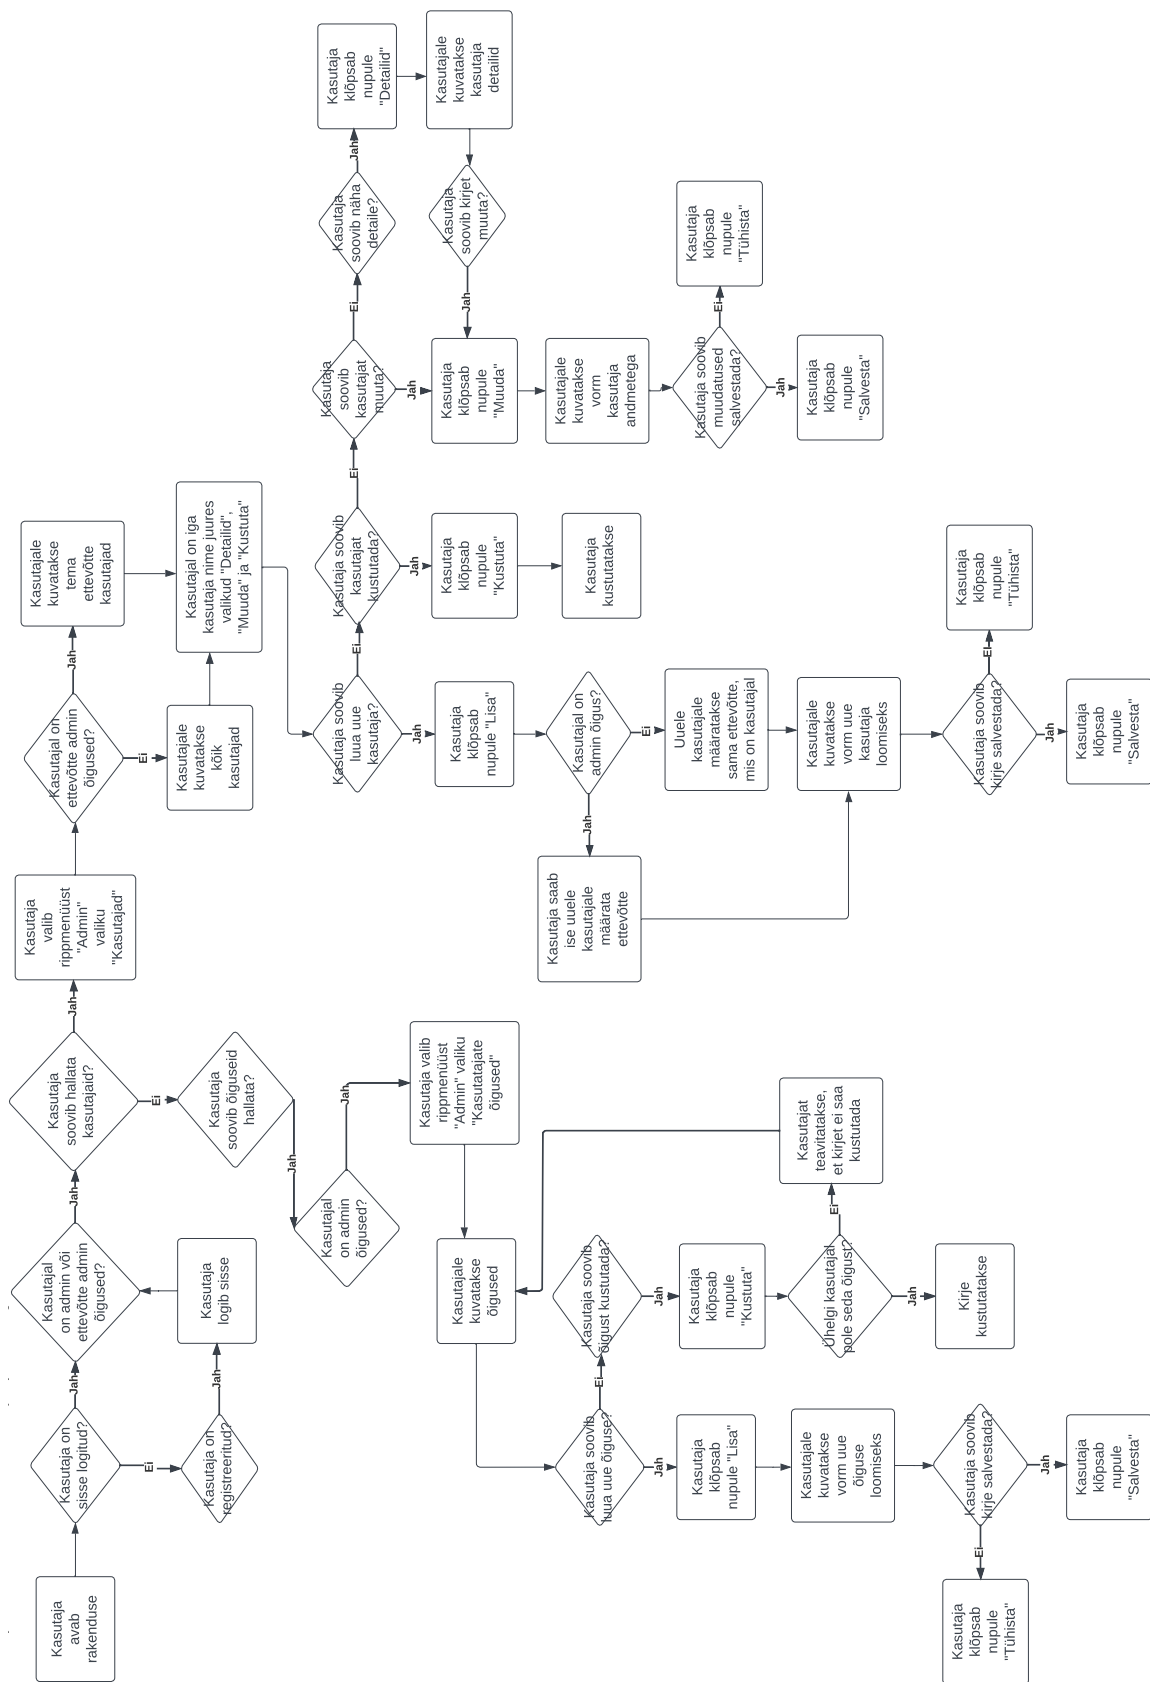 Kasutaja
avab
rakenduse
Kasutaja on
sisse logitud?
Jah
Ei
Kasutaja on
registreeritud?
Jah
Kasutaja
logib sisse
Kasutajal
on admin või
ettevõtte admin
õigused?
Jah
Kasutaja
soovib hallata
kasutajaid?
Jah
Ei
Kasutaja
soovib õiguseid
hallata?
Jah
Kasutajal
on admin
õigused?
Jah
Kasutaja valib
rippmenüüst
"Admin" valiku
"Kasutatajate
õigused"
Kasutajale
kuvatakse
õigused
Kasutaja soovib
luua uue õiguse?
Ei
Jah
Kasutaja soovib
õigust kustutada?
Jah
Kasutaja
klõpsab
nupule
"Kustuta"
Ühelgi kasutajal
pole seda õigust?
Ei
Jah
Kasutajat
teavitatakse,
et kirjet ei saa
kustutada
Kirje
kustutatakse
Kasutaja
klõpsab
nupule "Lisa"
Kasutajale
kuvatakse
vorm uue
õiguse
loomiseks
Kasutaja soovib
kirje salvestada?
Ei
Jah
Kasutaja
klõpsab
nupule
"Tühista"
Kasutaja
klõpsab
nupule
"Salvesta"
Kasutaja
valib
rippmenüüst
"Admin"
valiku
"Kasutajad"
Kasutajal on
ettevõtte admin
õigused?
Jah
Ei
Kasutajale
kuvatakse
tema
ettevõtte
kasutajad
Kasutajale
kuvatakse
kõik
kasutajad
Kasutajal on iga
kasutaja nime juures
valikud "Detailid",
"Muuda" ja "Kustuta"
Kasutaja soovib
luua uue
kasutaja?
Ei
Jah
Kasutaja
klõpsab
nupule "Lisa"
Kasutajal on
admin õigus?
Jah
Ei
Kasutaja saab
ise uuele
kasutajale
määrata
ettevõtte
Uuele
kasutajale
määratakse
sama ettevõtte,
mis on kasutajal
Kasutajale
kuvatakse
vorm uue
kasutaja
loomiseks
Kasutaja soovib
kirje salvestada?
Ei
Jah
Kasutaja
klõpsab
nupule
"Tühista"
Kasutaja
klõpsab
nupule
"Salvesta"
Kasutaja soovib
kasutajat
kustutada?
Ei
Jah
Kasutaja
klõpsab
nupule
"Kustuta"
Kasutaja
kustutatakse
Kasutaja
soovib
kasutajat
muuta?
Ei
Jah
Kasutaja
klõpsab
nupule
"Muuda"
Kasutajale
kuvatakse
vorm
kasutaja
andmetega
Kasutaja soovib
muudatused
salvestada?
Ei
Jah
Kasutaja
klõpsab
nupule
"Tühista"
Kasutaja
klõpsab
nupule
"Salvesta"
Kasutaja
soovib näha
detaile?
Jah
Kasutaja
klõpsab
nupule
"Detailid"
Kasutajale
kuvatakse
kasutaja
detailid
Kasutaja
soovib kirjet
muuta?
Jah